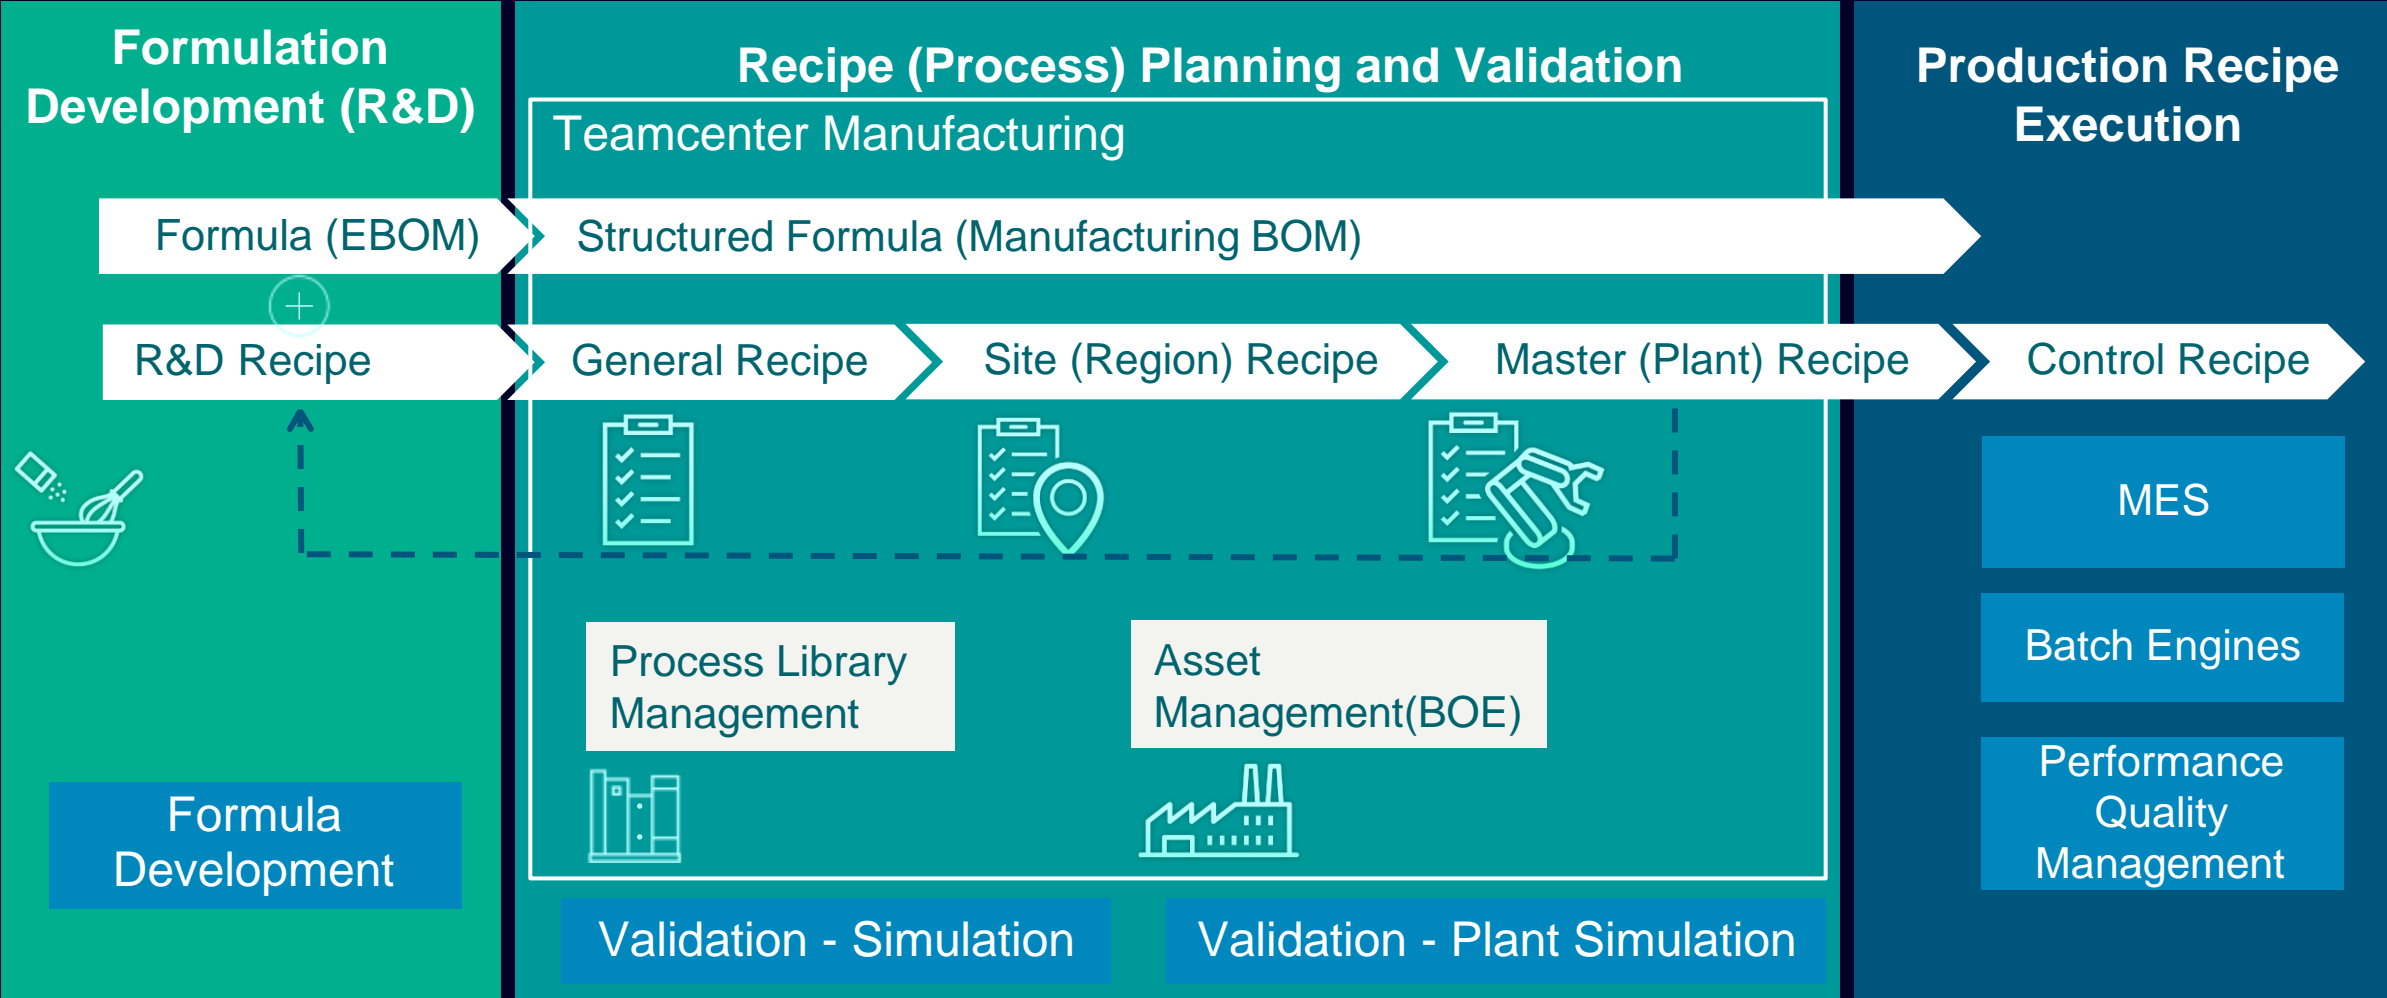 Formulation
Development (R&D)
Recipe (Process) Planning and Validation
Production Recipe
Execution
Teamcenter Manufacturing
Formula (EBOM)
Structured Formula (Manufacturing BOM)
R&D Recipe
General Recipe
Site (Region) Recipe
Master (Plant) Recipe
Control Recipe
MES
Batch Engines
Performance
Quality
Management
Process Library
Management
Asset
Management(BOE)
Formula
Development
Validation - Simulation
Validation - Plant Simulation